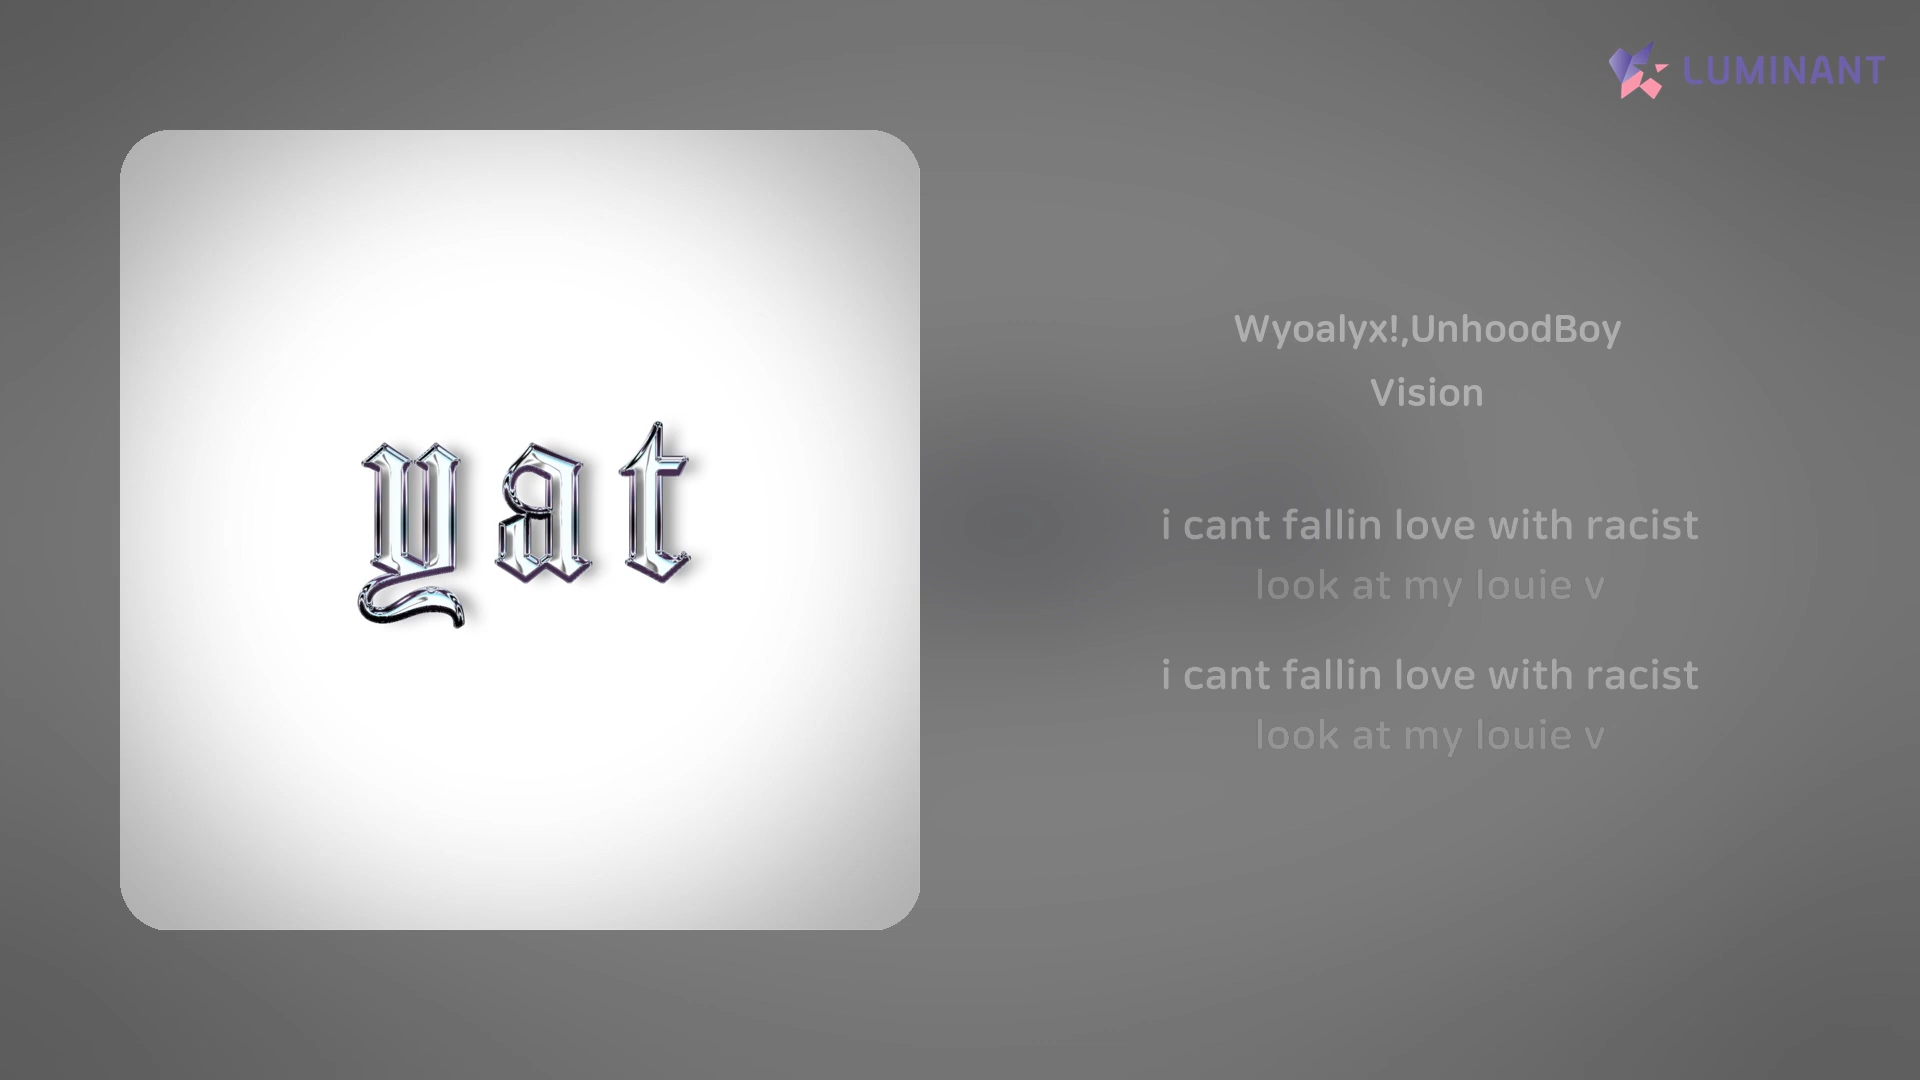 LUMINANT
yat
Wyoalyx!,UnhoodBoy
Vision
i cant fallin love with racist
look at my louie v
i cant fallin love with racist
look at my louie v